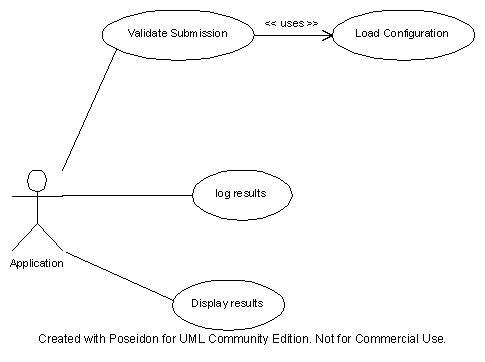 << uses >>
Validate Submission
Load Configuration
log results
Application
Display results
Created with Poseidon for UML Community Edition. Not for Commercial Use.